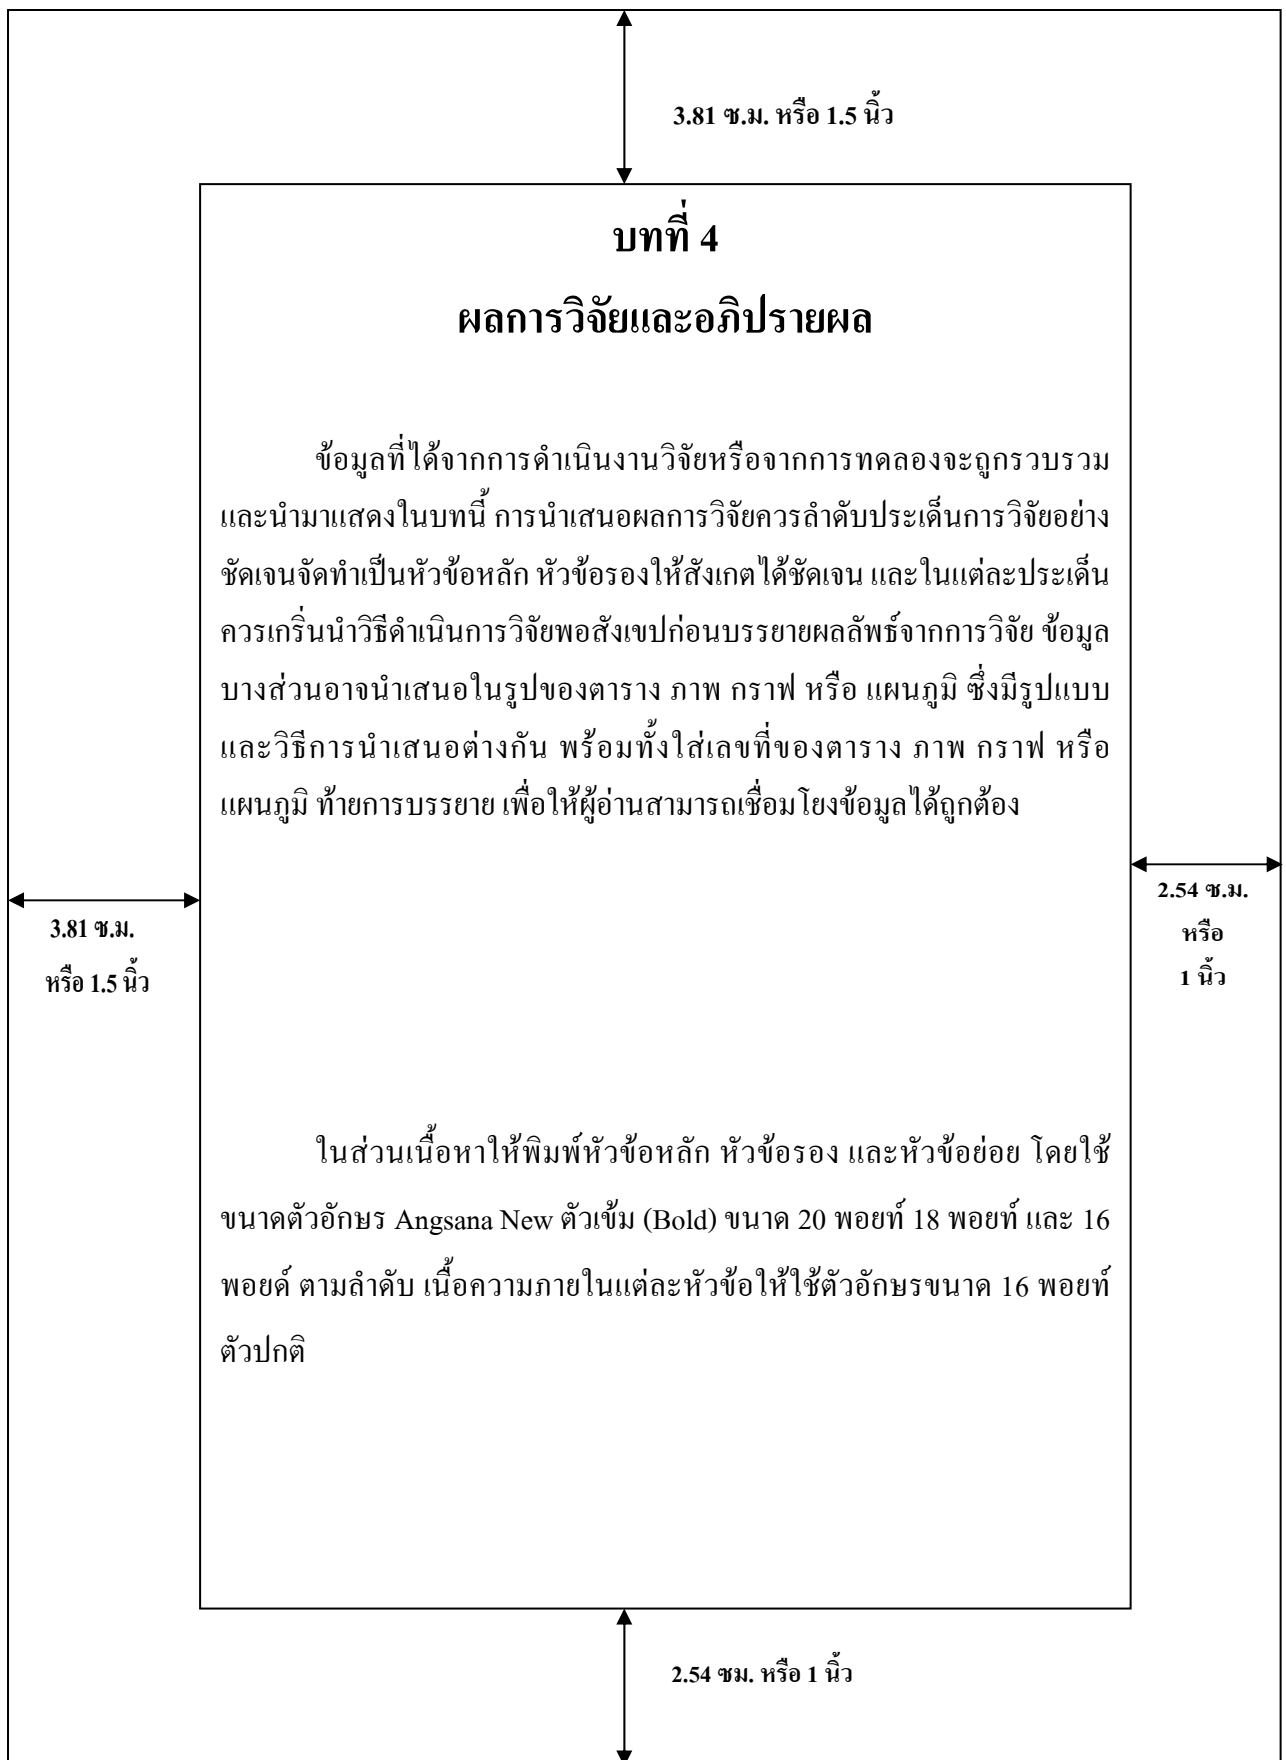 3.81 ซ.ม. หรือ 1.5 นิ้ว
บทที่ 4
ผลการวิจัยและอภิปรายผล
ข้อมูลที่ได้จากการดำเนินงานวิจัยหรือจากการทดลองจะถูกรวบรวม
และนำมาแสดงในบทนี้ การนำเสนอผลการวิจัยควรลำดับประเด็นการวิจัยอย่าง
ชัดเจนจัดทำเป็นหัวข้อหลัก หัวข้อรองให้สังเกตได้ชัดเจน และในแต่ละประเด็น
ควรเกริ่นนำวิธีดำเนินการวิจัยพอสังเขปก่อนบรรยายผลลัพธ์จากการวิจัย ข้อมูล
บางส่วนอาจนำเสนอในรูปของตาราง ภาพ กราฟ หรือ แผนภูมิ ซึ่งมีรูปแบบ
และวิธีการนำเสนอต่างกัน พร้อมทั้งใส่เลขที่ของตาราง ภาพ กราฟ หรือ
แผนภูมิ ท้ายการบรรยาย เพื่อให้ผู้อ่านสามารถเชื่อมโยงข้อมูลได้ถูกต้อง
3.81 ซ.ม.
หรือ 1.5 นิ้ว
2.54 ซ.ม.
หรือ
1 นิ้ว
ในส่วนเนื้อหาให้พิมพ์หัวข้อหลัก หัวข้อรอง และหัวข้อย่อย โดยใช้
ขนาดตัวอักษร Angsana New ตัวเข้ม (Bold) ขนาด 20 พอยท์ 18 พอยท์ และ 16
พอยด์ ตามลำดับ เนื้อความภายในแต่ละหัวข้อให้ใช้ตัวอักษรขนาด 16 พอยท์
ตัวปกติ
2.54 ซม. หรือ 1 นิ้ว